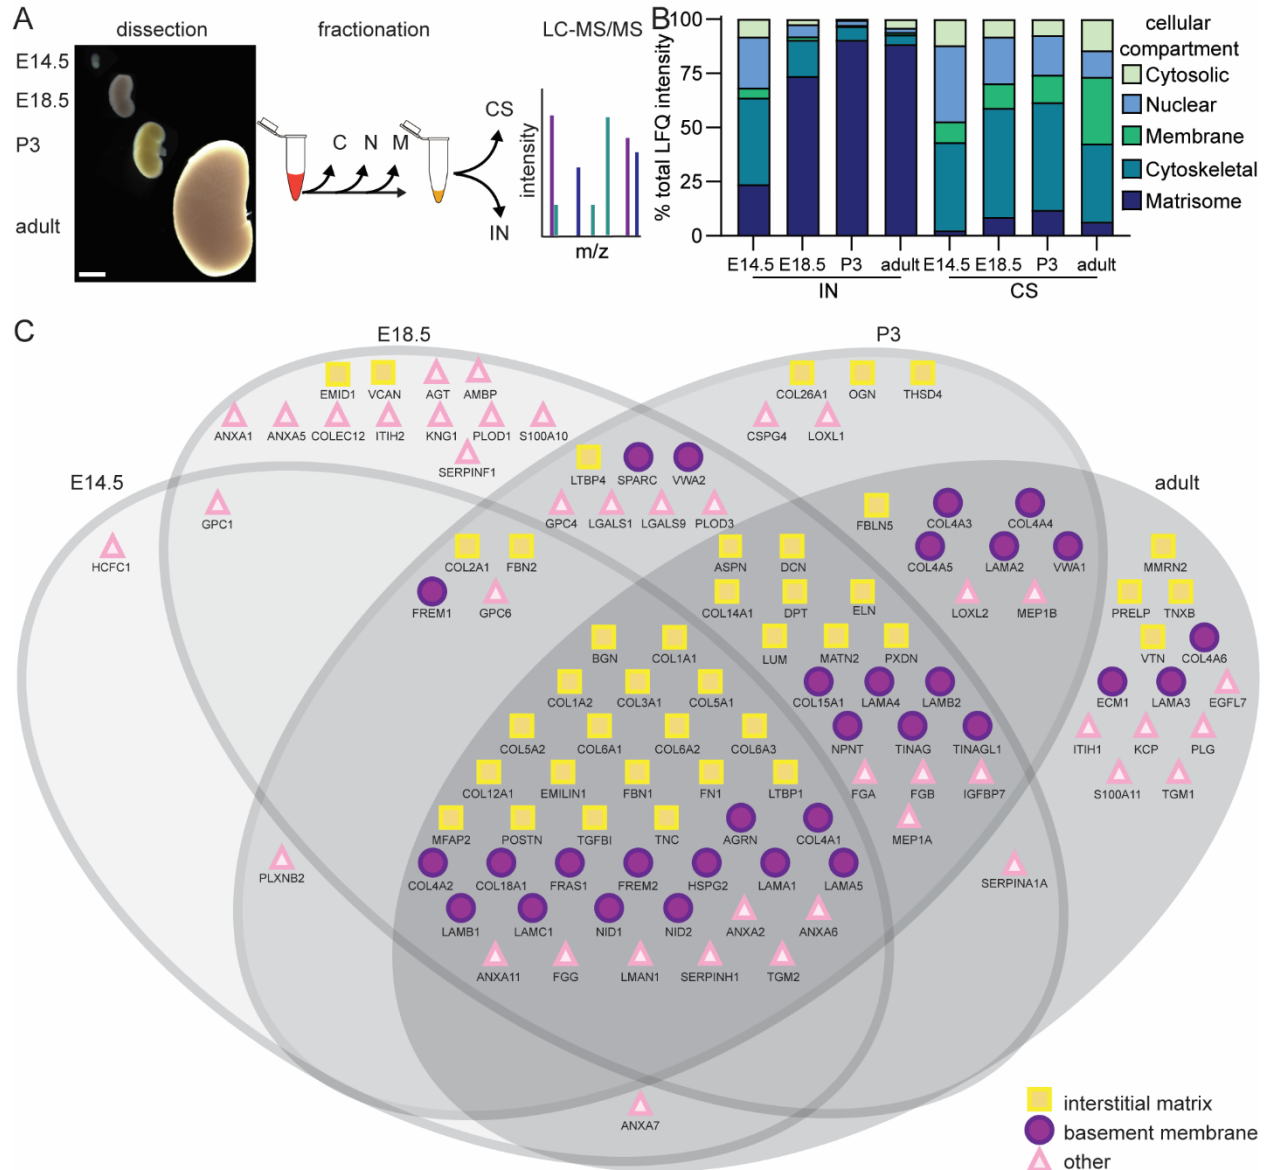 A
dissection
fractionation
LC-MS/MS
E14.5
E18.5
P3
adult
C N M
CS
IN
intensity
m/z
B
% total LFQ intensity
100
75
50
25
0
E14.5 E18.5 P3 adult E14.5 E18.5 P3 adult
IN CS
cellular
compartment
Cytosolic
Nuclear
Membrane
Cytoskeletal
Matrisome
C
E18.5
P3
E14.5
adult
EMID1 VCAN AGT AMBP
ANXA1 ANXA5 COLEC12 ITIH2 KNG1 PLOD1 S100A10
SERPINF1
COL26A1 OGN THSD4
CSPG4 LOXL1
LTBP4 SPARC VWA2
GPC4 LGALS1 LGALS9 PLOD3
GPC1
HCFC1
COL2A1 FBN2
FREM1 GPC6
FBLN5 COL4A3 COL4A4
COL4A5 LAMA2 VWA1
LOXL2 MEP1B
ASPN DCN
COL14A1 DPT ELN
LUM MATN2 PXDN
COL15A1 LAMA4 LAMB2
NPNT TINAG TINAGL1
FGA FGB IGFBP7
MEP1A
MMRN2
PRELP TNXB
VTN COL4A6
ECM1 LAMA3 EGFL7
ITIH1 KCP PLG
S100A11 TGM1
BGN COL1A1
COL1A2 COL3A1 COL5A1
COL5A2 COL6A1 COL6A2 COL6A3
COL12A1 EMILIN1 FBN1 FN1 LTBP1
MFAP2 POSTN TGFBI TNC AGRN COL4A1
COL4A2 COL18A1 FRAS1 FREM2 HSPG2 LAMA1 LAMA5
LAMB1 LAMC1 NID1 NID2 ANXA2 ANXA6
ANXA11 FGG LMAN1 SERPINH1 TGM2
PLXNB2
SERPINA1A
ANXA7
interstitial matrix
basement membrane
other